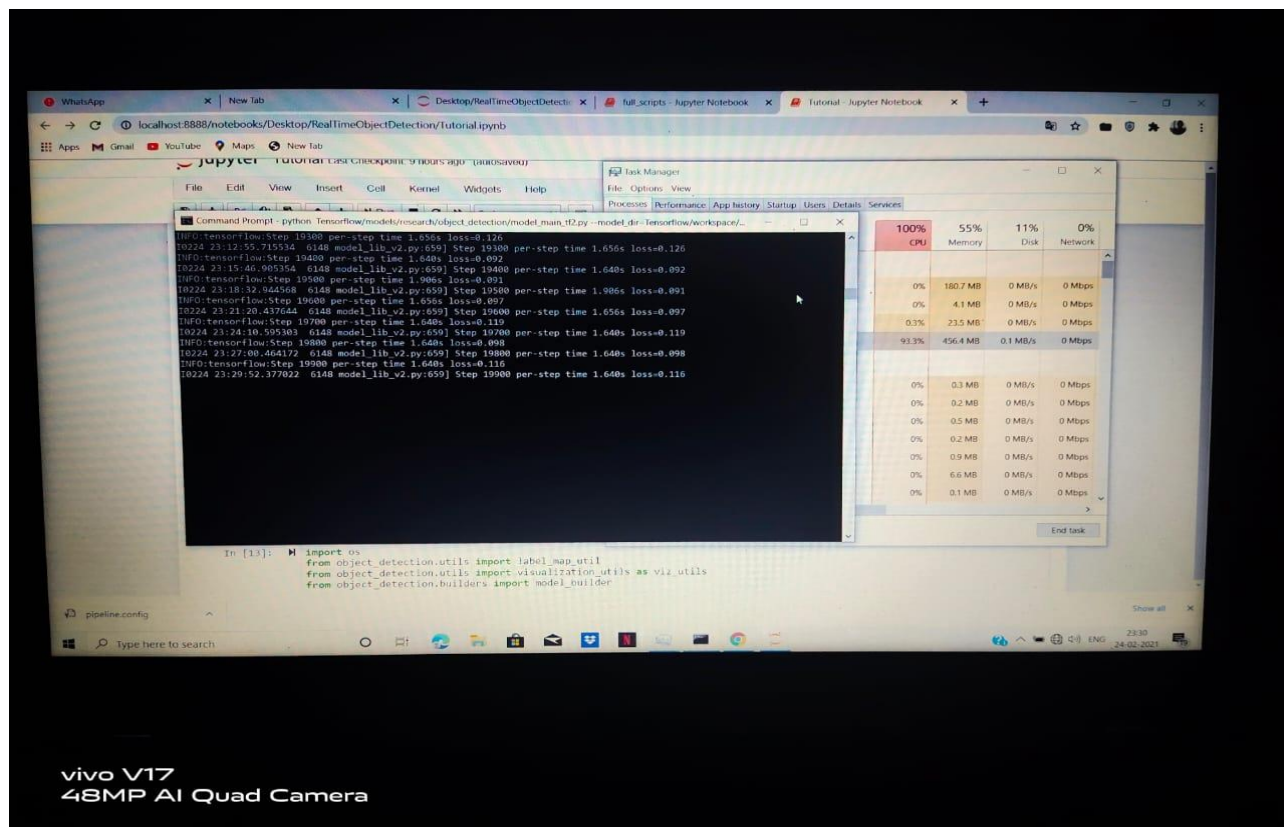 WhatsApp
New Tab
Desktop/RealTimeObjectDetectio
full_scripts - Jupyter Notebook
Tutorial - Jupyter Notebook
localhost:8888/notebooks/Desktop/RealTimeObjectDetection/Tutorial.ipynb
Apps Gmail YouTube Maps New Tab
jupyter Tutorial Last Checkpoint: 9 hours ago (autosaved)
File Edit View Insert Cell Kernel Widgets Help
Task Manager
File Options View
Processes Performance App history Startup Users Details Services
Command Prompt - python Tensorflow/models/research/object_detection/model_main_tf2.py --model_dir=Tensorflow/workspace/...
INFO:tensorflow:Step 19300 per-step time 1.656s loss=0.126
I0224 23:12:55.715534 6148 model_lib_v2.py:659] Step 19300 per-step time 1.656s loss=0.126
INFO:tensorflow:Step 19400 per-step time 1.640s loss=0.092
I0224 23:15:46.905354 6148 model_lib_v2.py:659] Step 19400 per-step time 1.640s loss=0.092
INFO:tensorflow:Step 19500 per-step time 1.906s loss=0.091
I0224 23:18:32.944568 6148 model_lib_v2.py:659] Step 19500 per-step time 1.906s loss=0.091
INFO:tensorflow:Step 19600 per-step time 1.656s loss=0.097
I0224 23:21:20.437644 6148 model_lib_v2.py:659] Step 19600 per-step time 1.656s loss=0.097
INFO:tensorflow:Step 19700 per-step time 1.640s loss=0.119
I0224 23:24:10.595303 6148 model_lib_v2.py:659] Step 19700 per-step time 1.640s loss=0.119
INFO:tensorflow:Step 19800 per-step time 1.640s loss=0.098
I0224 23:27:00.464172 6148 model_lib_v2.py:659] Step 19800 per-step time 1.640s loss=0.098
INFO:tensorflow:Step 19900 per-step time 1.640s loss=0.116
I0224 23:29:52.377022 6148 model_lib_v2.py:659] Step 19900 per-step time 1.640s loss=0.116
100% 55% 11% 0%
CPU Memory Disk Network
0% 180.7 MB 0 MB/s 0 Mbps
0% 4.1 MB 0 MB/s 0 Mbps
0.3% 23.5 MB 0 MB/s 0 Mbps
93.3% 456.4 MB 0.1 MB/s 0 Mbps
0% 0.3 MB 0 MB/s 0 Mbps
0% 0.2 MB 0 MB/s 0 Mbps
0% 0.5 MB 0 MB/s 0 Mbps
0% 0.2 MB 0 MB/s 0 Mbps
0% 0.9 MB 0 MB/s 0 Mbps
0% 6.6 MB 0 MB/s 0 Mbps
0% 0.1 MB 0 MB/s 0 Mbps
End task
In [13]: import os
from object_detection.utils import label_map_util
from object_detection.utils import visualization_utils as viz_utils
from object_detection.builders import model_builder
pipeline.config
Show all
Type here to search
ENG
23:30
24-02-2021
vivo V17
48MP AI Quad Camera